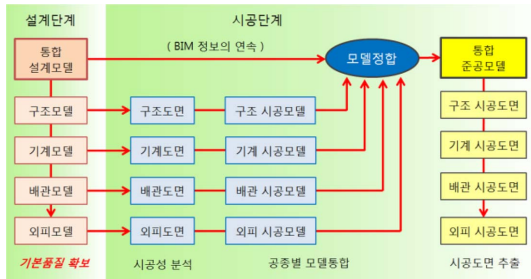 설계단계
시공단계
통합
설계모델
( BIM 정보의 연속 )
모델정합
통합
준공모델
구조모델
구조도면
구조 시공모델
구조 시공도면
기계모델
기계도면
기계 시공모델
기계 시공도면
배관모델
배관도면
배관 시공모델
배관 시공도면
외피모델
외피도면
외피 시공모델
외피 시공도면
기본품질 확보
시공성 분석
공종별 모델통합
시공도면 추출